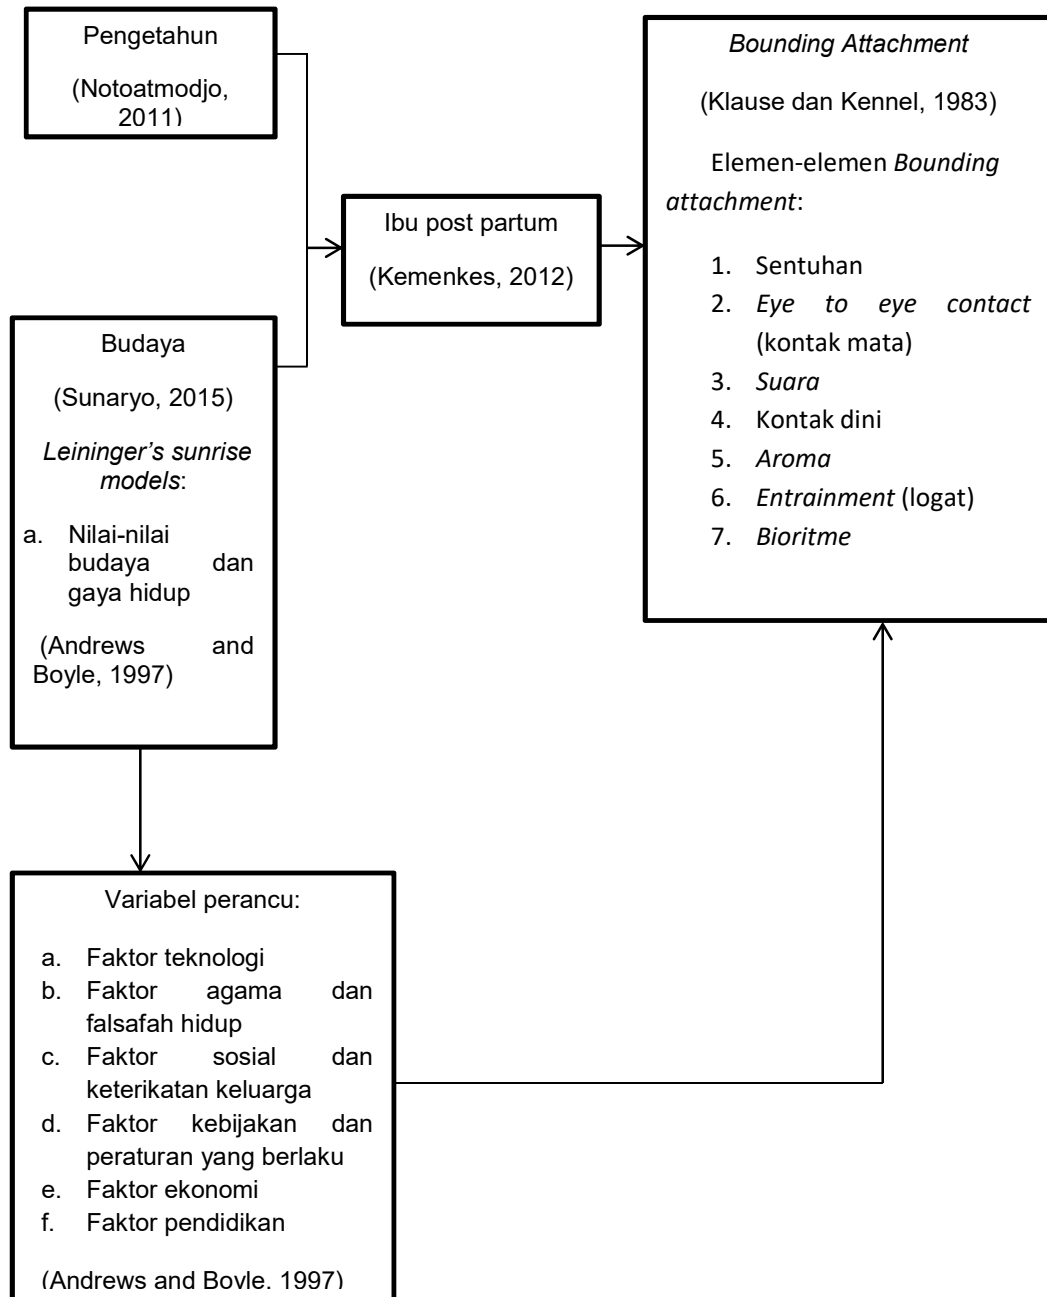 Pengetahun
(Notoatmodjo,
2011)
Bounding Attachment
(Klause dan Kennel, 1983)
Elemen-elemen Bounding
attachment:
1. Sentuhan
2. Eye to eye contact
(kontak mata)
3. Suara
4. Kontak dini
5. Aroma
6. Entrainment (logat)
7. Bioritme
Ibu post partum
(Kemenkes, 2012)
Budaya
(Sunaryo, 2015)
Leininger’s sunrise
models:
a. Nilai-nilai
budaya dan
gaya hidup
(Andrews and
Boyle, 1997)
Variabel perancu:
a. Faktor teknologi
b. Faktor agama dan
falsafah hidup
c. Faktor sosial dan
keterikatan keluarga
d. Faktor kebijakan dan
peraturan yang berlaku
e. Faktor ekonomi
f. Faktor pendidikan
(Andrews and Boyle. 1997)